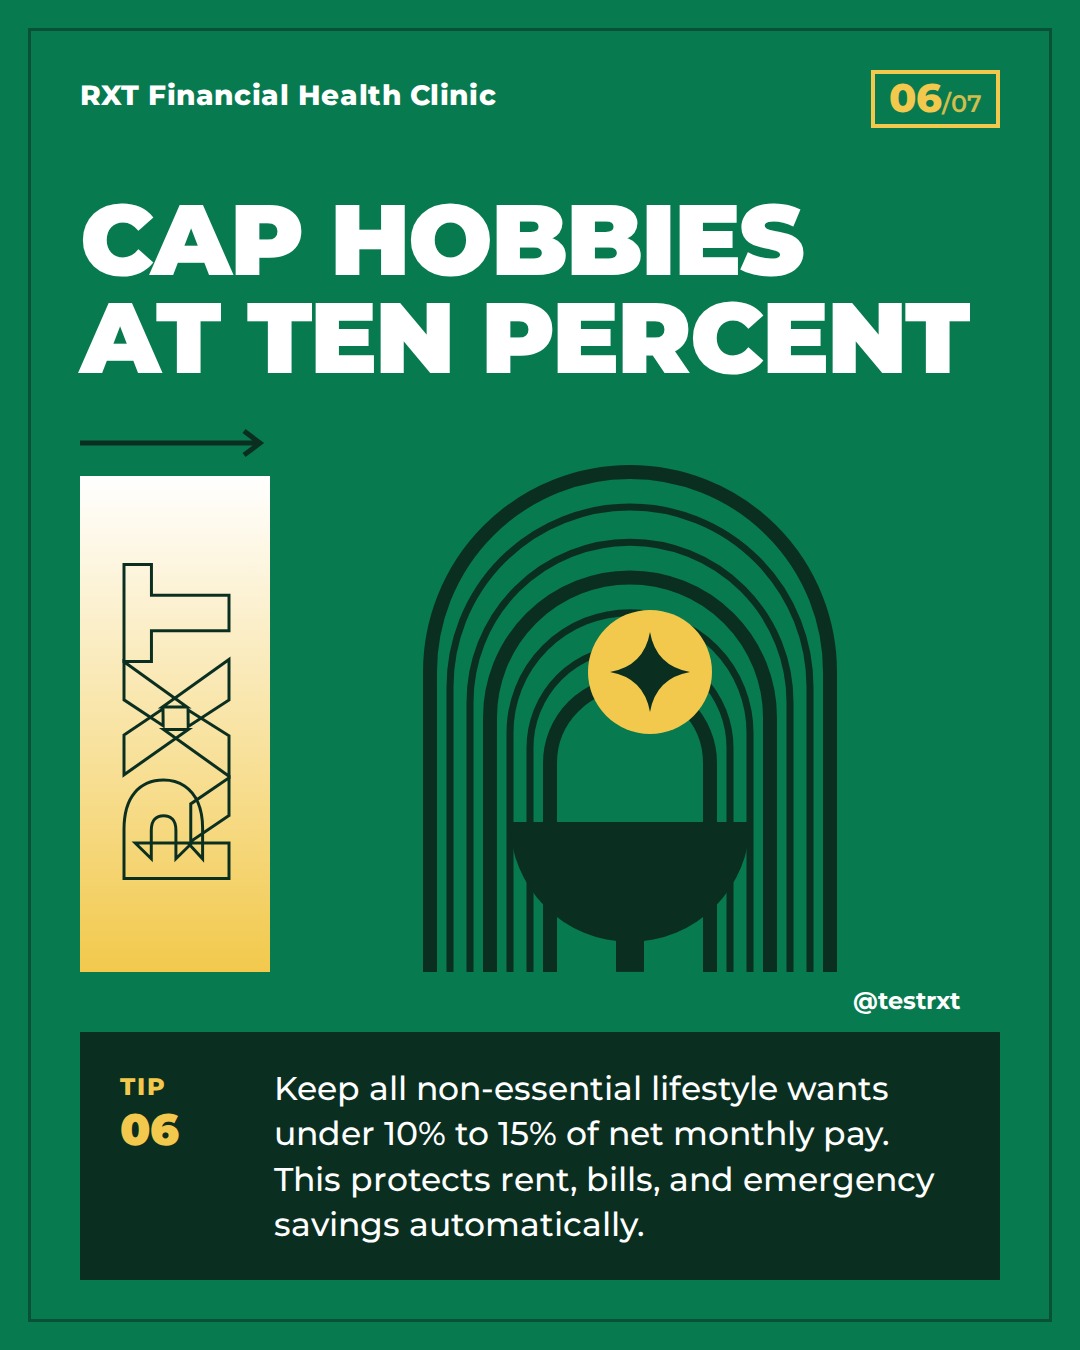 RXT Financial Health Clinic
06/07
CAP HOBBIES
AT TEN PERCENT
RXT
@testrxt
TIP
06
Keep all non-essential lifestyle wants
under 10% to 15% of net monthly pay.
This protects rent, bills, and emergency
savings automatically.